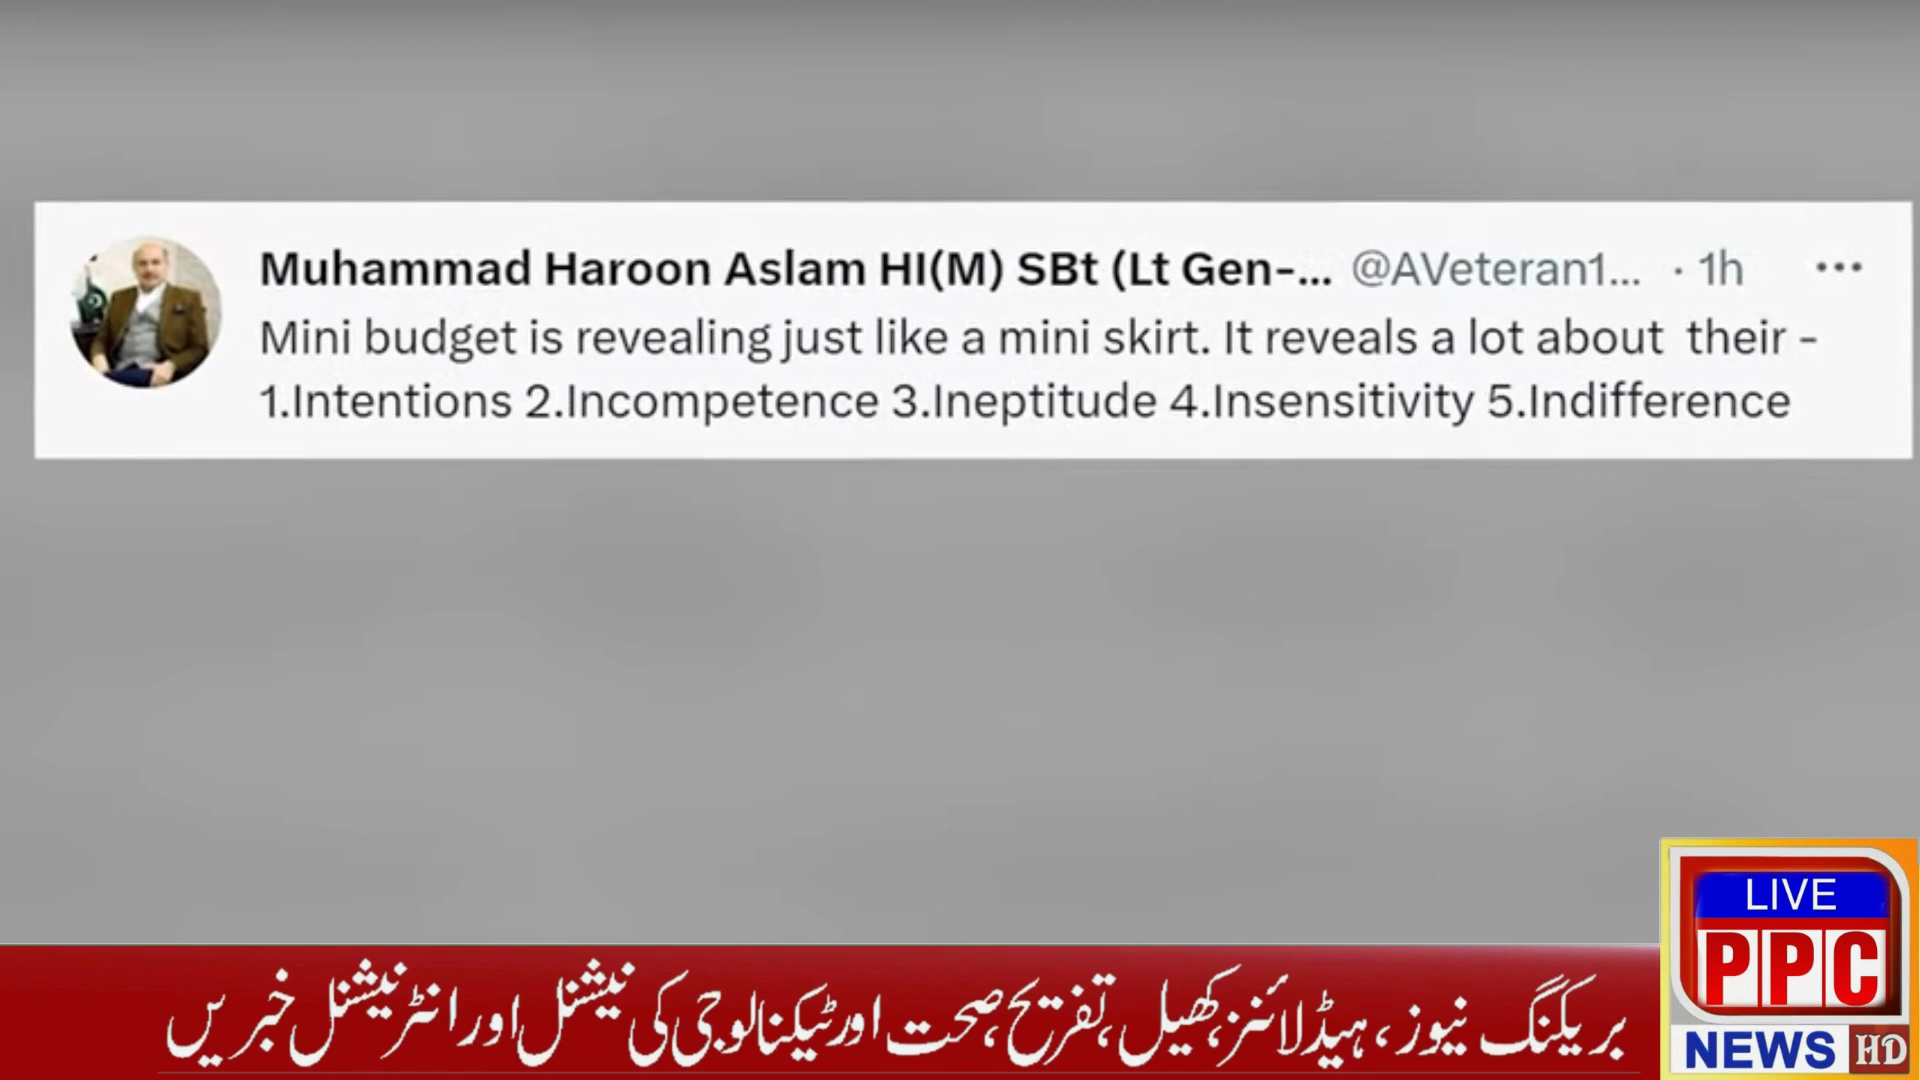 Muhammad Haroon Aslam HI(M) SBt (Lt Gen-... @AVeteran1... · 1h ...
Mini budget is revealing just like a mini skirt. It reveals a lot about their -
1.Intentions 2.Incompetence 3.Ineptitude 4.Insensitivity 5.Indifference
بریکنگ نیوز، ہیڈلائنز، کھیل، تفریح، صحت اور ٹیکنالوجی کی نیشنل اور انٹرنیشنل خبریں
LIVE
PPC
NEWS HD